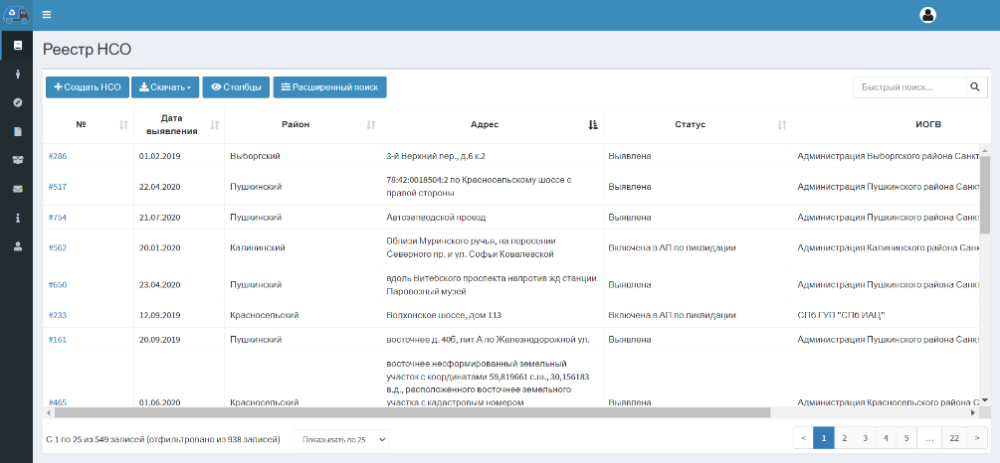 Реестр НСО
Создать НСО Скачать Столбцы Расширенный поиск Быстрый поиск...
№ Дата выявления Район Адрес Статус ИОГВ
#286 01.02.2019 Выборгский 3-й Верхний пер., д.6 к.2 Выявлена Администрация Выборгского района Санкт
#517 22.04.2020 Пушкинский 78:42:0018504:2 по Красносельскому шоссе с
правой стороны Выявлена Администрация Пушкинского района Санкт
#754 21.07.2020 Пушкинский Автозапводской проезд Выявлена Администрация Пушкинского района Санкт
#562 20.01.2020 Калининский Вблизи Муринского ручья, на пересении
Северного пр. и ул. Софьи Ковалевской Включена в АП по ликвидации Администрация Калининского района Санк
#650 23.04.2020 Пушкинский вдоль Витебского проспекта напротив жд станции
Паровозный музей Выявлена Администрация Пушкинского района Санкт
#233 12.09.2019 Красносельский Волхонское шоссе, дом 113 Включена в АП по ликвидации СПб ГУП "СПб ИАЦ"
#161 20.09.2019 Пушкинский восточнее д. 40б, лит А по Железнодорожной ул. Выявлена Администрация Пушкинского района Санкт
восточнее несформированный земельный
участок с координатами 59,819661 с.ш., 30,156183
в.д., расположенного восточнее земельного
участка с кадастровым номером
#465 01.06.2020 Красносельский Выявлена Администрация Красносельского района С
С 1 по 25 из 549 записей (отфильтровано из 938 записей) Показывать по 25 < 1 2 3 4 5 ... 22 >